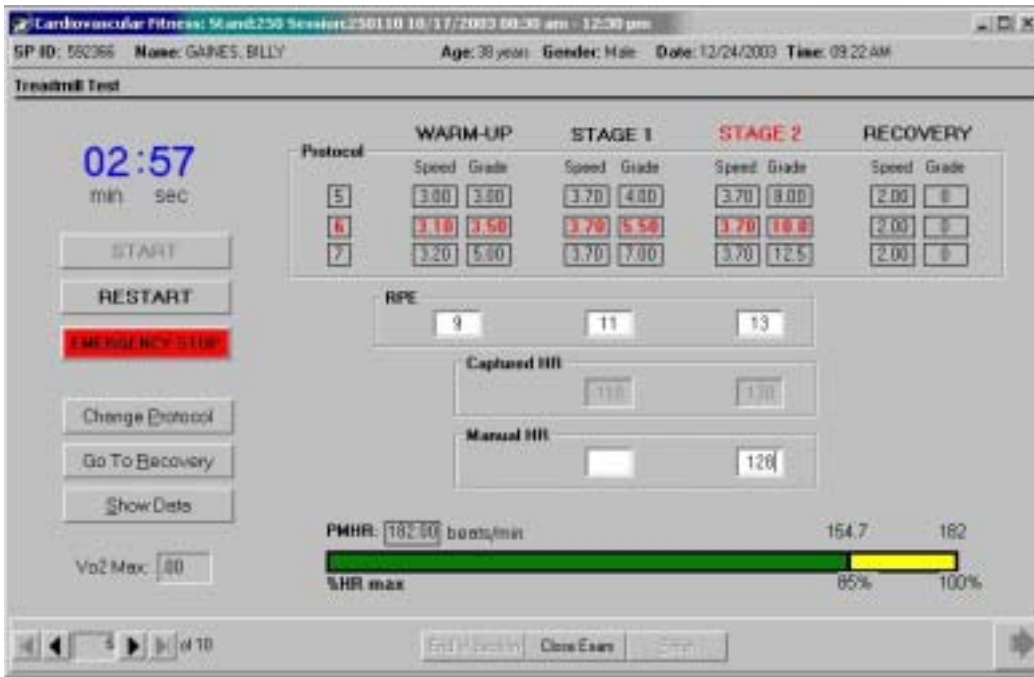 Cardiovascular Fitness: Stand:250 Session:250110 10/17/2003 08:30 am - 12:30 pm
SP ID: 592366 Name: GAINES, BILLY Age: 38 years Gender: Male Date: 12/24/2003 Time: 09:22 AM
Treadmill Test
02:57
min sec
START
RESTART
EMERGENCY STOP
Change Protocol
Go To Recovery
Show Data
Vo2 Max: .00
WARM-UP STAGE 1 STAGE 2 RECOVERY
Protocol
Speed Grade Speed Grade Speed Grade Speed Grade
5 3.00 3.00 3.70 4.00 3.70 8.00 2.00 0
6 3.10 3.50 3.70 5.50 3.70 10.0 2.00 0
7 3.20 5.00 3.70 7.00 3.70 12.5 2.00 0
RPE
9 11 13
Captured HR
110 130
Manual HR
128
PMHR: 182.00 beats/min 154.7 182
%HR max 85% 100%
of 10
Close Exam